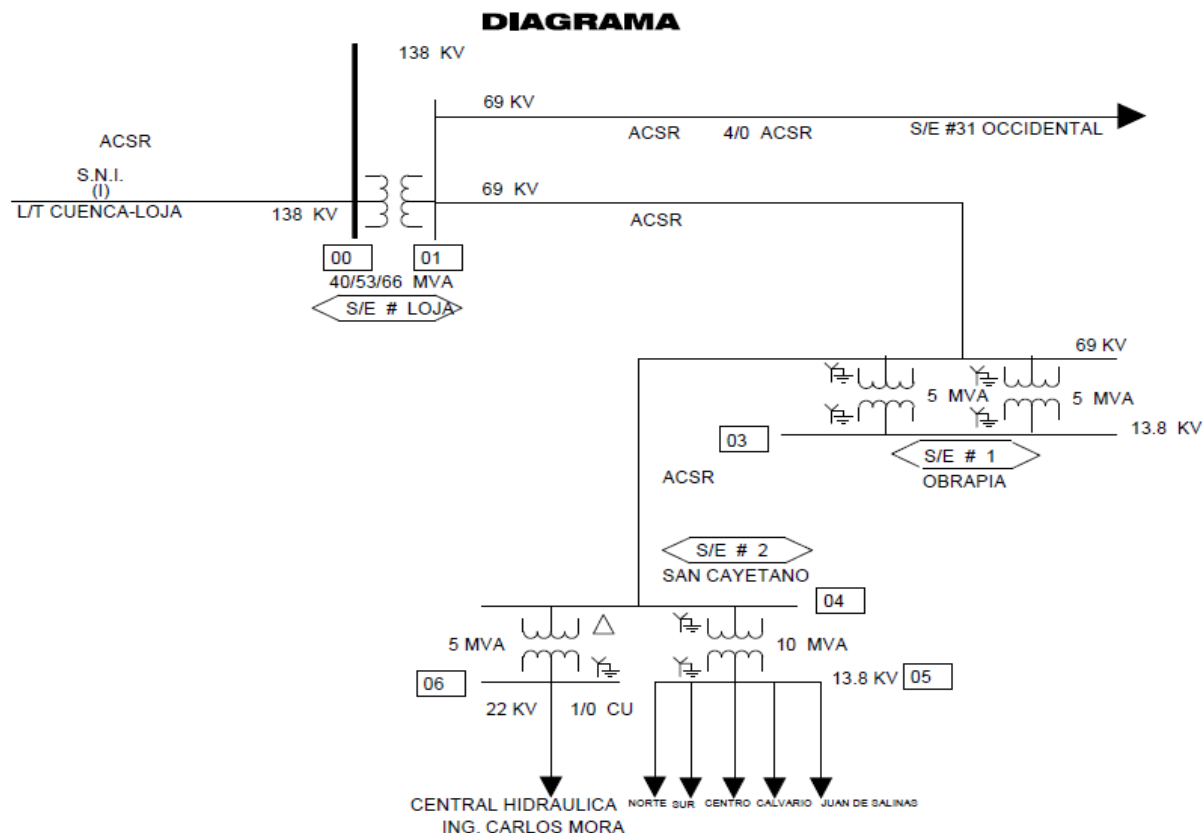 DIAGRAMA
138 KV
69 KV
ACSR 4/0 ACSR
S/E #31 OCCIDENTAL
ACSR
S.N.I.
(I)
L/T CUENCA-LOJA
138 KV
69 KV
ACSR
00
01
40/53/66 MVA
S/E # LOJA
69 KV
5 MVA
5 MVA
03
13.8 KV
S/E # 1
OBRAPIA
ACSR
S/E # 2
SAN CAYETANO
04
5 MVA
10 MVA
06
13.8 KV
05
22 KV 1/0 CU
CENTRAL HIDRAULICA
ING. CARLOS MORA
NORTE SUR CENTRO CALVARIO JUAN DE SALINAS